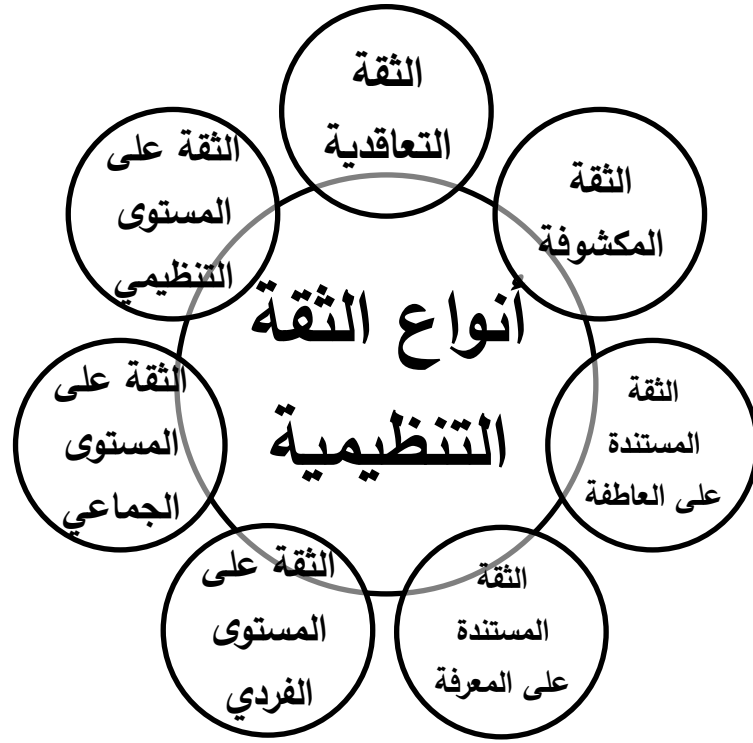 أنواع الثقة
التنظيمية
الثقة
التعاقدية
الثقة
المكشوفة
الثقة
المستندة
على العاطفة
الثقة
المستندة
على المعرفة
الثقة على
المستوى
الفردي
الثقة على
المستوى
الجماعي
الثقة على
المستوى
التنظيمي